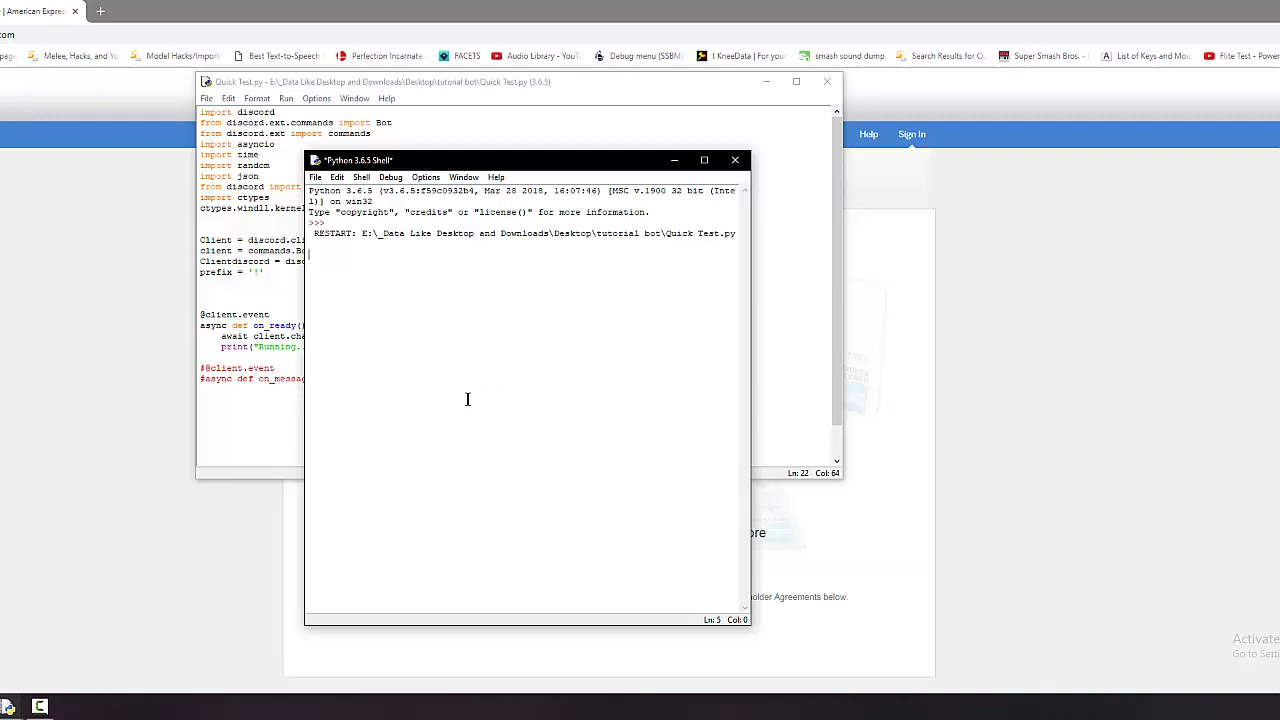 American Expres
com
page
Melee, Hacks, and Yo
Model Hacks/Import
Best Text-to-Speech
Perfection Incarnate
FACETS
Audio Library - YouT
Debug menu (SSBM)
1 KneeData | For your
smash sound dump
Search Results for Q
Super Smash Bros. -
List of Keys and Mou
Flite Test - Power
Quick Test.py - E:\_Data Like Desktop and Downloads\Desktop\tutorial bot\Quick Test.py (3.6.5)
File Edit Format Run Options Window Help
import discord
from discord.ext.commands import Bot
from discord.ext import commands
import asyncio
import time
import random
import json
from discord import
import ctypes
ctypes.windll.kernel
Client = discord.cli
client = commands.Bo
Clientdiscord = disc
prefix = '!'
@client.event
async def on_ready()
await client.cha
print("Running.
#@client.event
#async def on_messag
Ln: 22 Col: 64
*Python 3.6.5 Shell*
File Edit Shell Debug Options Window Help
Python 3.6.5 (v3.6.5:f59c0932b4, Mar 28 2018, 16:07:46) [MSC v.1900 32 bit (Inte
l)] on win32
Type "copyright", "credits" or "license()" for more information.
>>>
RESTART: E:\_Data Like Desktop and Downloads\Desktop\tutorial bot\Quick Test.py
Ln: 5 Col: 0
Help
Sign In
ore
older Agreements below.
Activate
Go to Setti